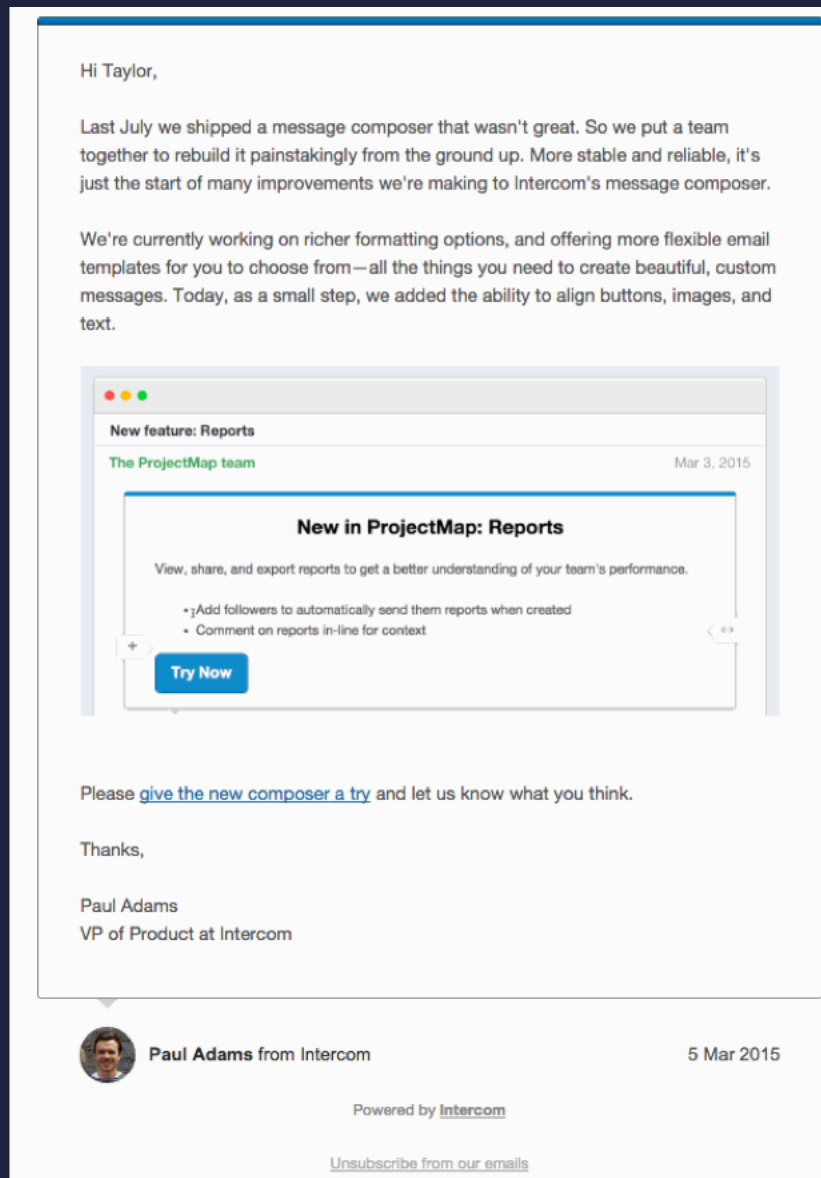 Hi Taylor,
Last July we shipped a message composer that wasn't great. So we put a team
together to rebuild it painstakingly from the ground up. More stable and reliable, it's
just the start of many improvements we're making to Intercom's message composer.
We're currently working on richer formatting options, and offering more flexible email
templates for you to choose from—all the things you need to create beautiful, custom
messages. Today, as a small step, we added the ability to align buttons, images, and
text.
New feature: Reports
The ProjectMap team Mar 3, 2015
New in ProjectMap: Reports
View, share, and export reports to get a better understanding of your team's performance.
• Add followers to automatically send them reports when created
• Comment on reports in-line for context
Try Now
Please give the new composer a try and let us know what you think.
Thanks,
Paul Adams
VP of Product at Intercom
Paul Adams from Intercom 5 Mar 2015
Powered by Intercom
Unsubscribe from our emails